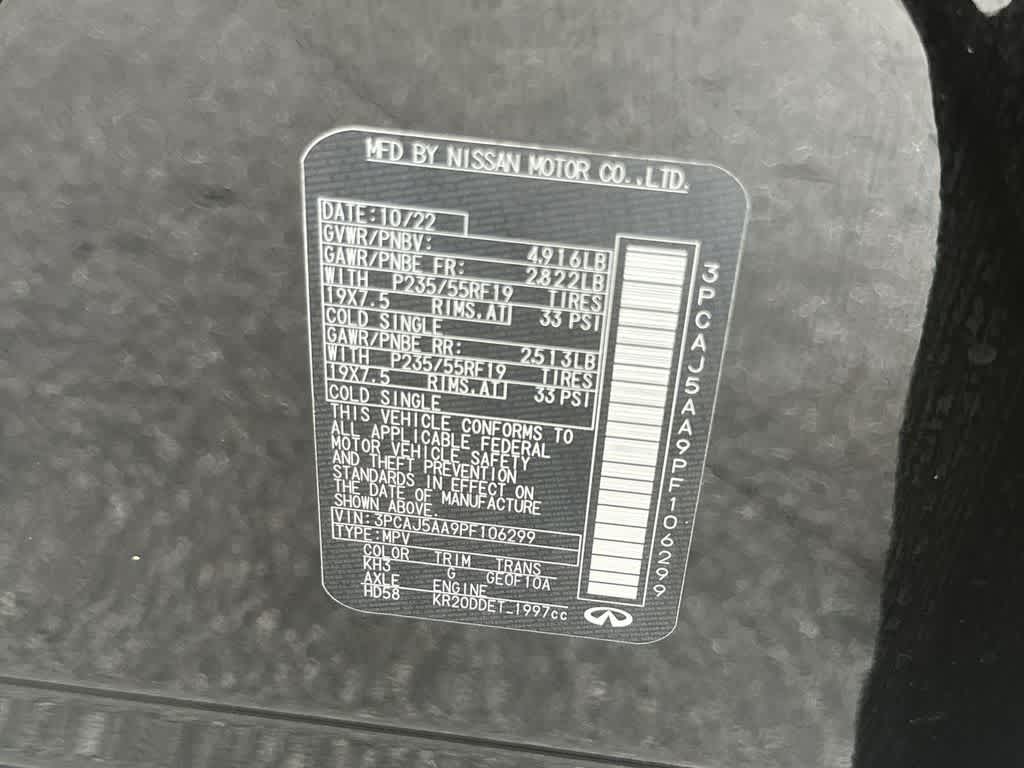 MFD BY NISSAN MOTOR CO.,LTD.
DATE:10/22
GVWR/PNBV: 4916LB
GAWR/PNBE FR: 2822LB
WITH P235/55RF19 TIRES
19X7.5 RIMS,AT 33 PSI
COLD SINGLE
GAWR/PNBE RR: 2513LB
WITH P235/55RF19 TIRES
19X7.5 RIMS,AT 33 PSI
COLD SINGLE
THIS VEHICLE CONFORMS TO
ALL APPLICABLE FEDERAL
MOTOR VEHICLE SAFETY
AND THEFT PREVENTION
STANDARDS IN EFFECT ON
THE DATE OF MANUFACTURE
SHOWN ABOVE.
VIN:3PCAJ5AA9PF106299
TYPE:MPV
COLOR TRIM TRANS
KH3 G GE0F10A
AXLE ENGINE
HD58 KR20DDET_1997cc
3PCAJ5AA9PF106299